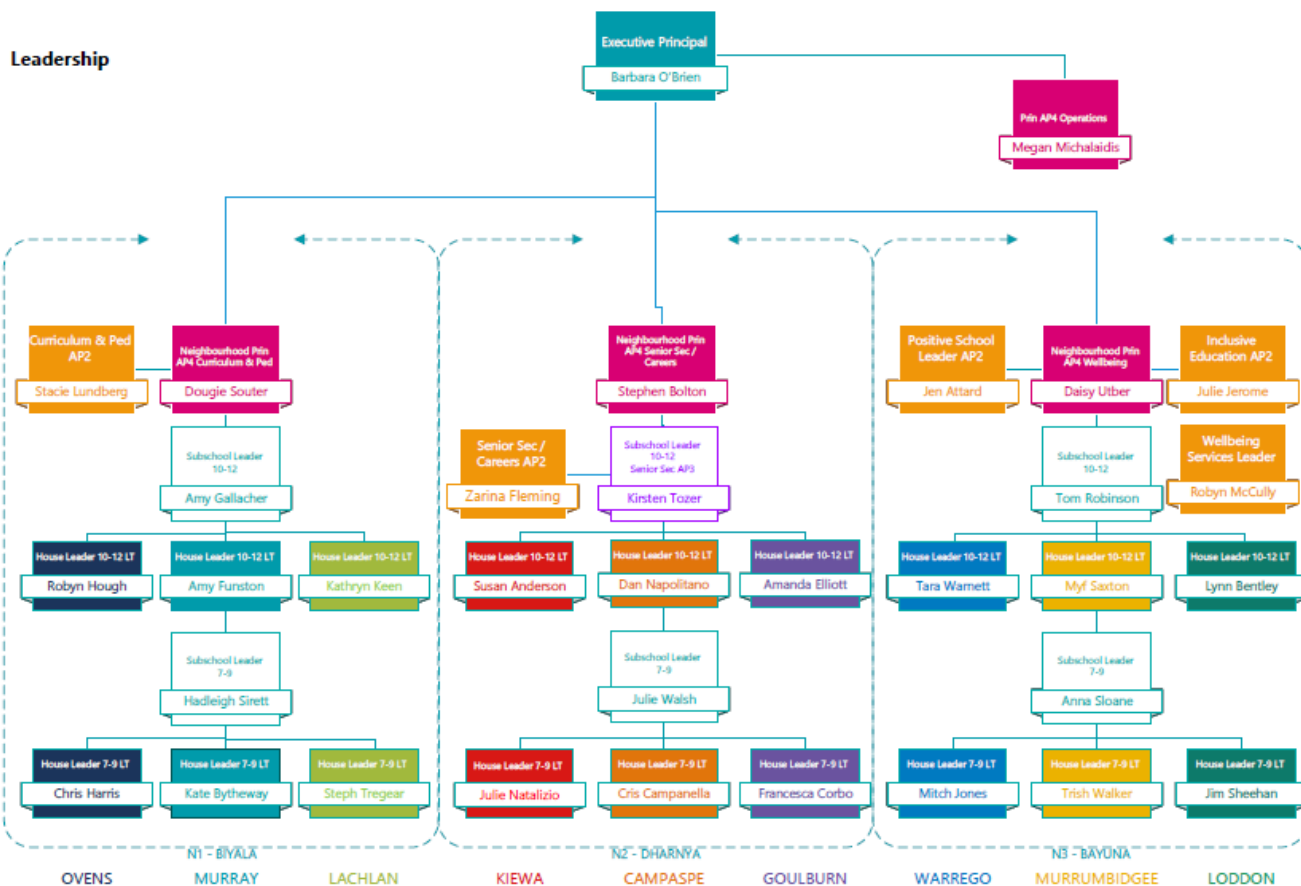 Leadership
Executive Principal
Barbara O'Brien
Prin AP4 Operations
Megan Michalaidis
Curriculum & Ped
AP2
Stacie Lundberg
Neighbourhood Prin
AP4 Curriculum & Ped
Dougie Souter
Neighbourhood Prin
AP4 Senior Sec /
Careers
Stephen Bolton
Positive School
Leader AP2
Jen Attard
Neighbourhood Prin
AP4 Wellbeing
Daisy Utber
Inclusive
Education AP2
Julie Jerome
Subschool Leader
10-12
Amy Gallacher
Senior Sec /
Careers AP2
Zarina Fleming
Subschool Leader
10-12
Senior Sec AP3
Kirsten Tozer
Subschool Leader
10-12
Tom Robinson
Wellbeing
Services Leader
Robyn McCully
House Leader 10-12 LT
Robyn Hough
House Leader 10-12 LT
Amy Funston
House Leader 10-12 LT
Kathryn Keen
House Leader 10-12 LT
Susan Anderson
House Leader 10-12 LT
Dan Napolitano
House Leader 10-12 LT
Amanda Elliott
House Leader 10-12 LT
Tara Warnett
House Leader 10-12 LT
Myf Saxton
House Leader 10-12 LT
Lynn Bentley
Subschool Leader
7-9
Hadleigh Sirett
Subschool Leader
7-9
Julie Walsh
Subschool Leader
7-9
Anna Sloane
House Leader 7-9 LT
Chris Harris
House Leader 7-9 LT
Kate Bytheway
House Leader 7-9 LT
Steph Tregear
House Leader 7-9 LT
Julie Natalizio
House Leader 7-9 LT
Cris Campanella
House Leader 7-9 LT
Francesca Corbo
House Leader 7-9 LT
Mitch Jones
House Leader 7-9 LT
Trish Walker
House Leader 7-9 LT
Jim Sheehan
N1 - BIYALA
N2 - DHARNYA
N3 - BAYUNA
OVENS
MURRAY
LACHLAN
KIEWA
CAMPASPE
GOULBURN
WARREGO
MURRUMBIDGEE
LODDON